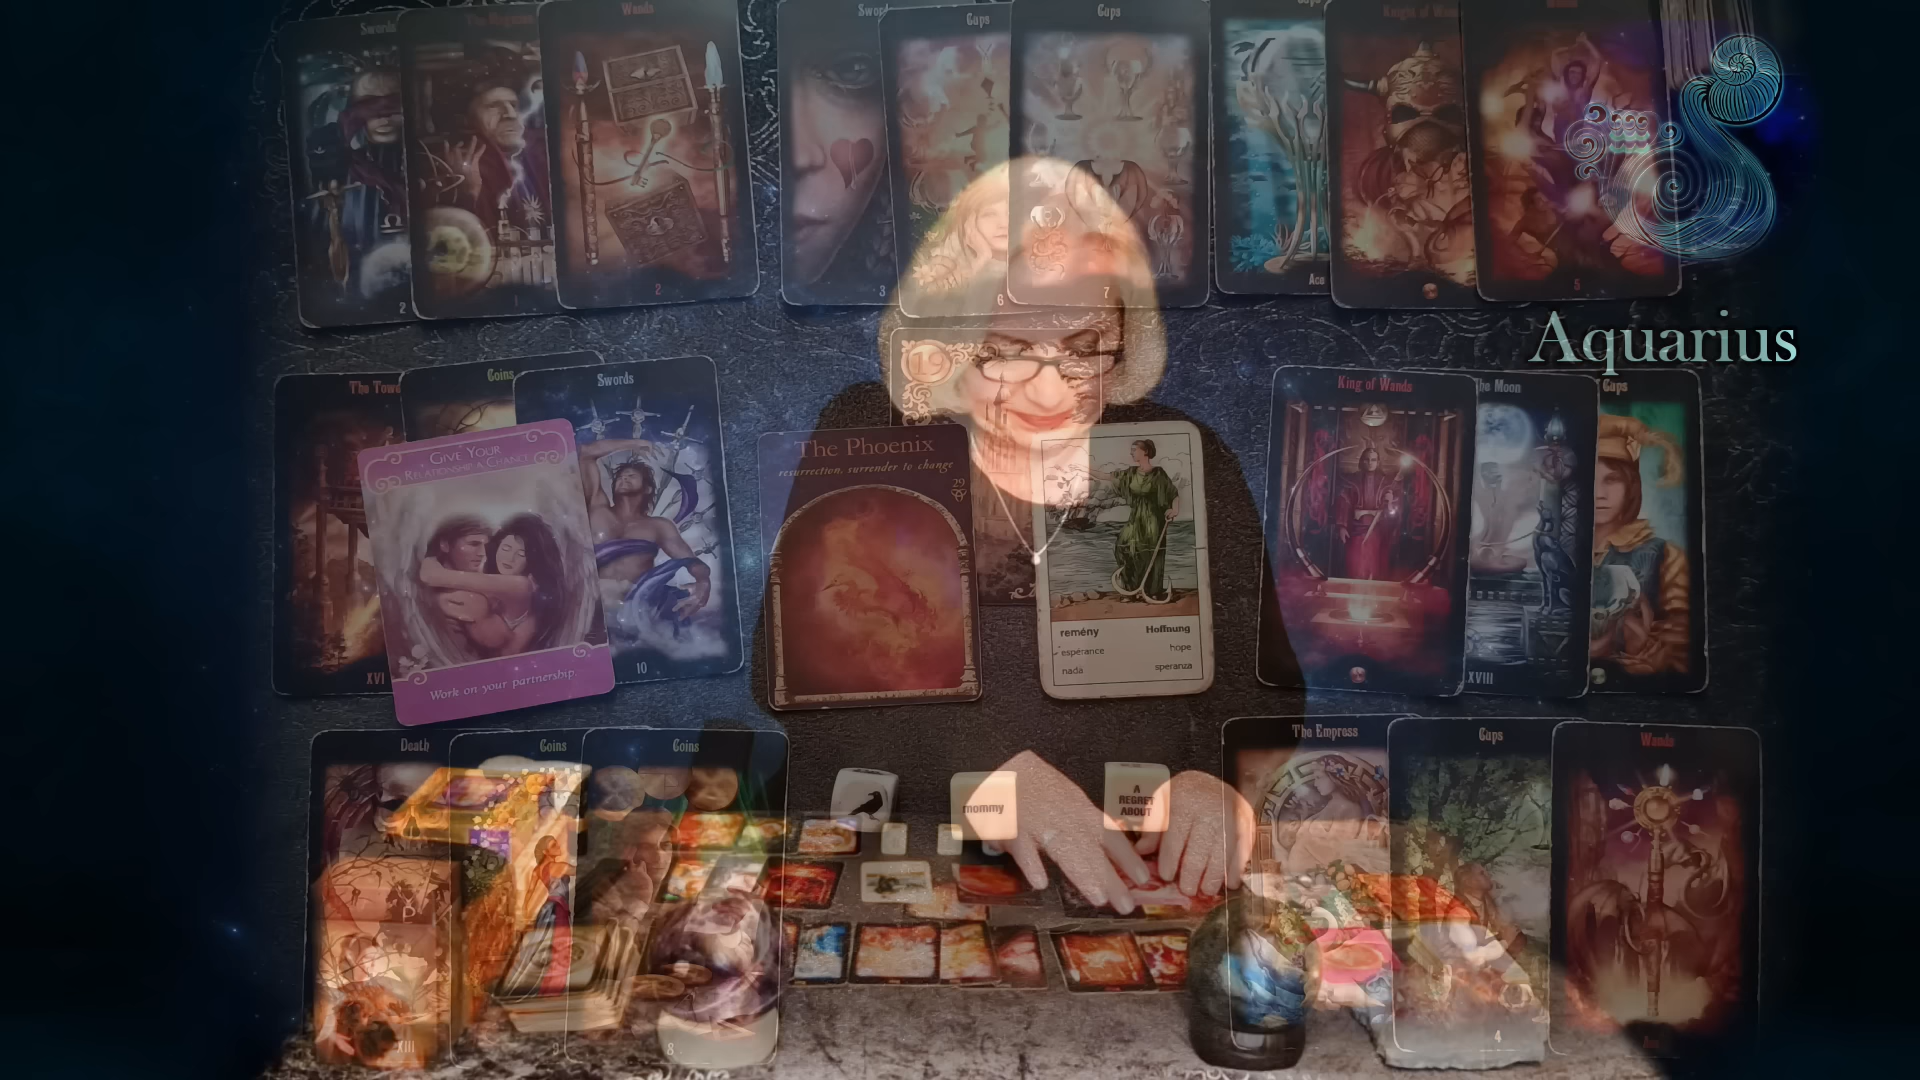 Swords
2
1
Wands
2
Swords
3
Cups
6
Cups
7
Cups
Knight of Wands
5
Aquarius
The Tower
XVI
Coins
GIVE YOUR
RELATIONSHIP A CHANCE
Work on your partnership.
Swords
10
19
The Phoenix
resurrection, surrender to change
29
remény
Hoffnung
espérance
hope
nada
speranza
King of Wands
The Moon
XVIII
Cups
Death
XIII
Coins
9
Coins
8
mommy
A
REGRET
ABOUT
The Empress
Cups
4
Wands